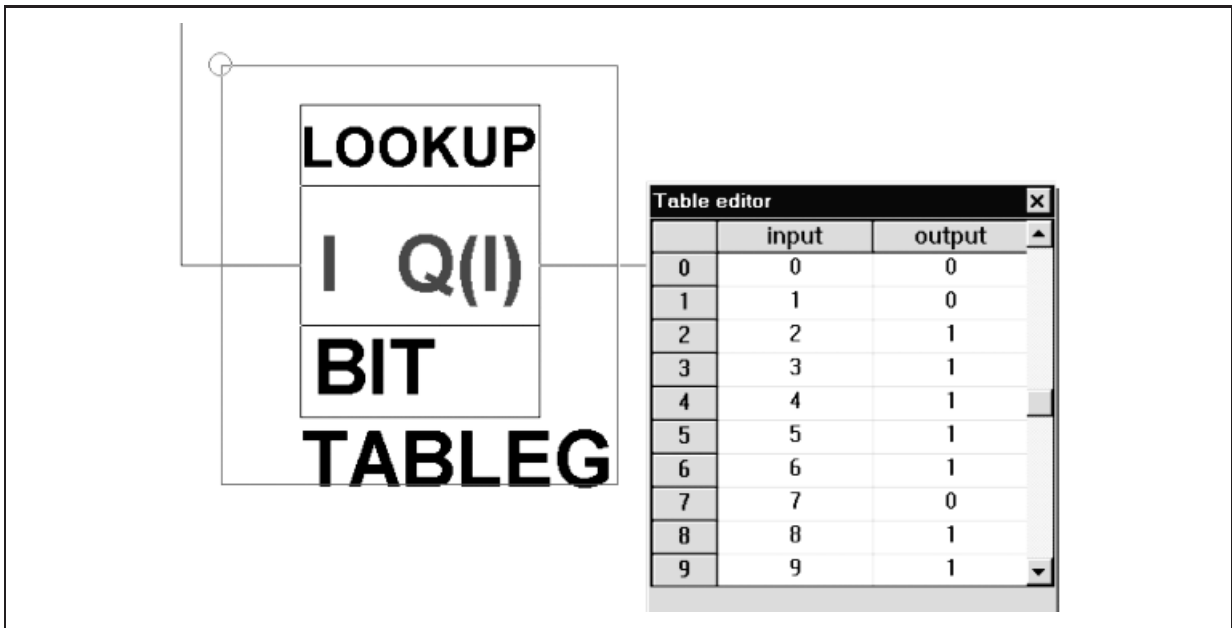 LOOKUP
I Q(I)
BIT
TABLEG
Table editor
input output
0 0 0
1 1 0
2 2 1
3 3 1
4 4 1
5 5 1
6 6 1
7 7 0
8 8 1
9 9 1